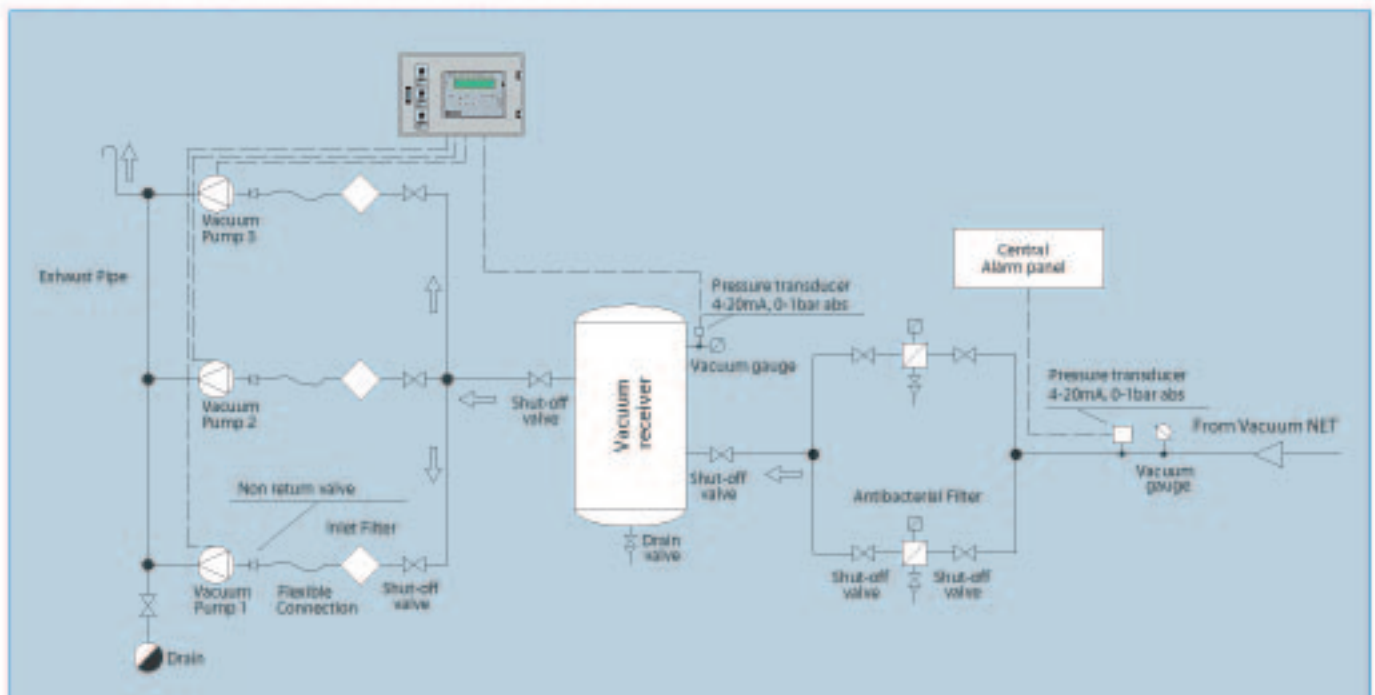 Vacuum
Pump 3
Exhaust Pipe
Central
Alarm panel
Pressure transducer
4-20mA, 0-1bar abs
Vacuum gauge
Vacuum
receiver
Pressure transducer
4-20mA, 0-1bar abs
From Vacuum NET
Vacuum
gauge
Vacuum
Pump 2
Shut-off
valve
Shut-off
valve
Non return valve
Inlet Filter
Antibacterial Filter
Drain
valve
Vacuum
Pump 1
Flexible
Connection
Shut-off
valve
Shut-off
valve
Shut-off
valve
Drain